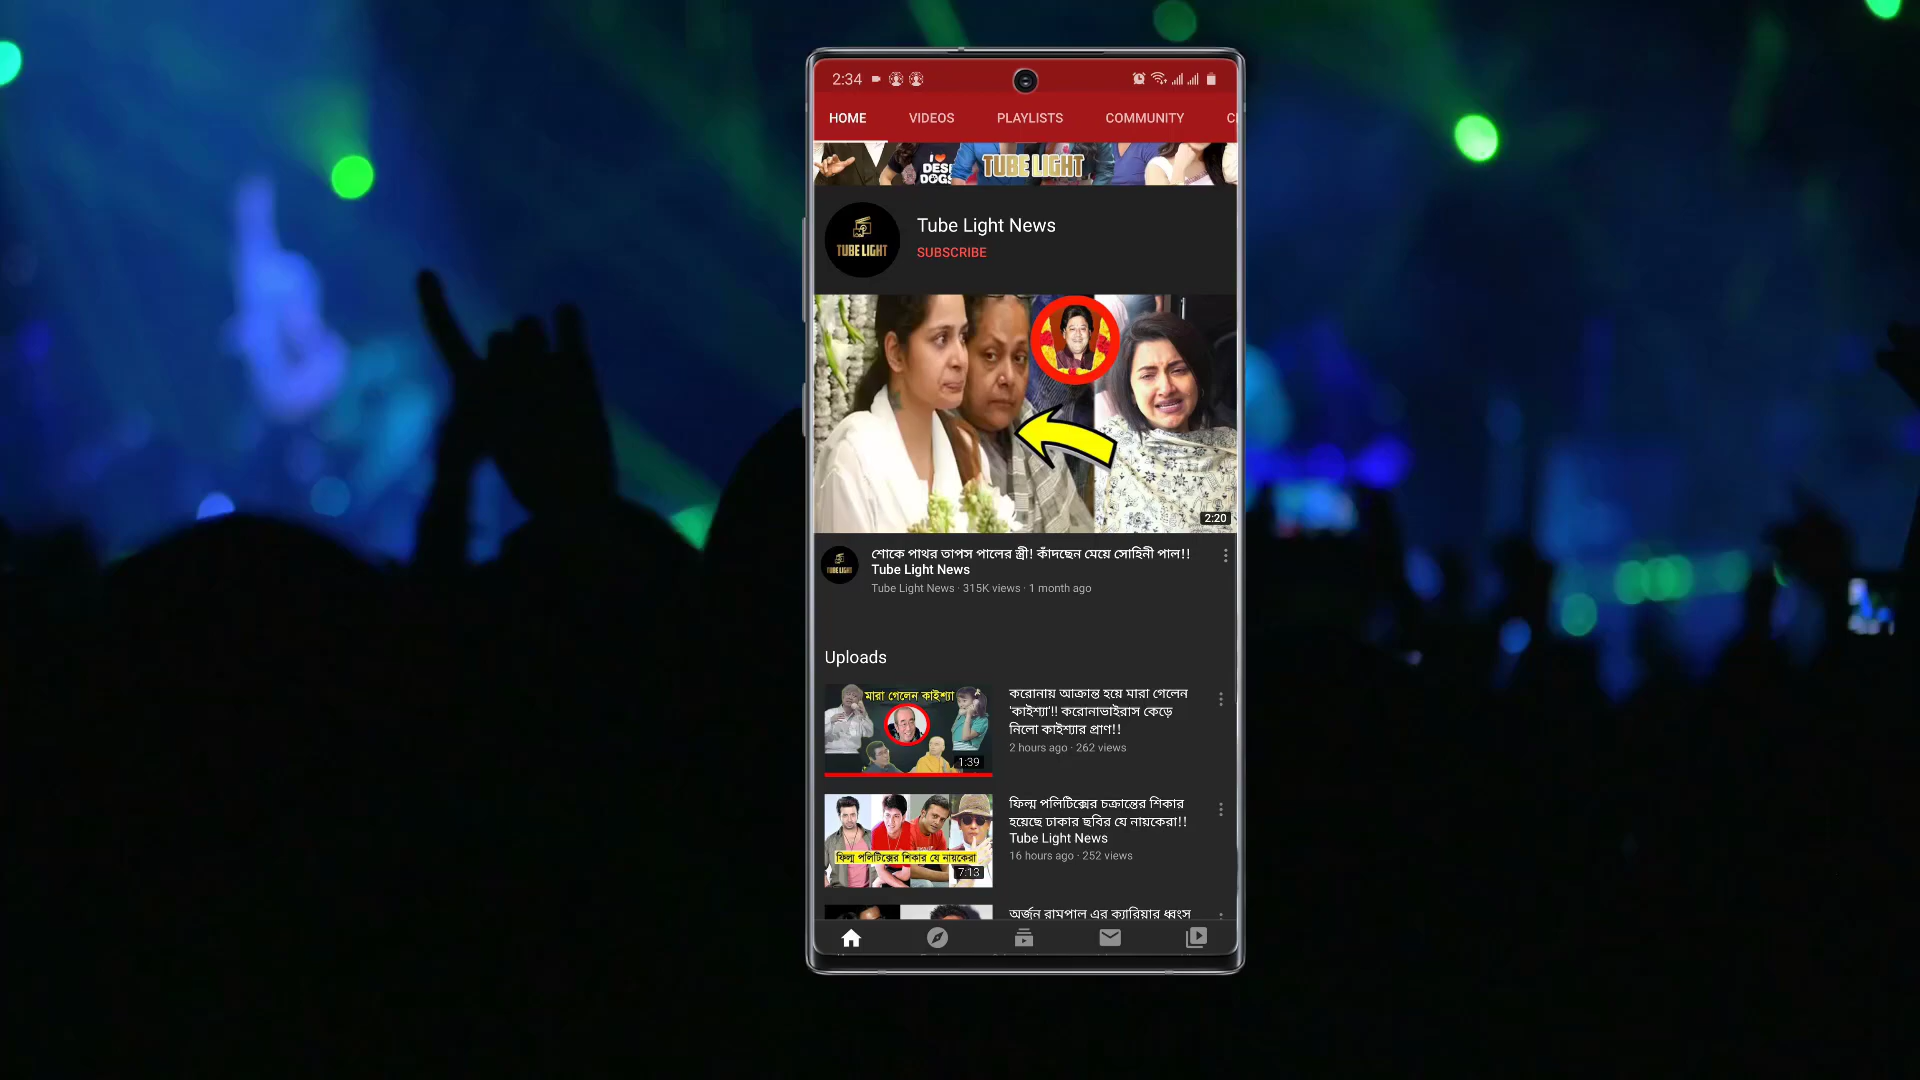 2:34
HOME VIDEOS PLAYLISTS COMMUNITY
I
DESI
DOGS
TUBE LIGHT
TUBE LIGHT
Tube Light News
SUBSCRIBE
2:20
TUBE LIGHT
শোকে পাথর তাপস পালের স্ত্রী! কাঁদছেন মেয়ে সোহিনী পাল!!
Tube Light News
Tube Light News · 315K views · 1 month ago
Uploads
মারা গেলেন কাইশ্যা
1:39
করোনায় আক্রান্ত হয়ে মারা গেলেন
'কাইশ্যা'!! করোনাভাইরাস কেড়ে
নিলো কাইশ্যার প্রাণ!!
2 hours ago · 262 views
ফিল্ম পলিটিক্সের শিকার যে নায়কেরা
7:13
ফিল্ম পলিটিক্সের চক্রান্তের শিকার
হয়েছে ঢাকার ছবির যে নায়কেরা!!
Tube Light News
16 hours ago · 252 views
অর্জুন রামপাল এর ক্যারিয়ার ধ্বংস